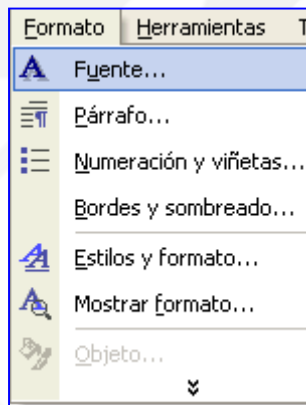 Formato Herramientas T
Fuente...
Párrafo...
Numeración y viñetas...
Bordes y sombreado...
Estilos y formato...
Mostrar formato...
Objeto...